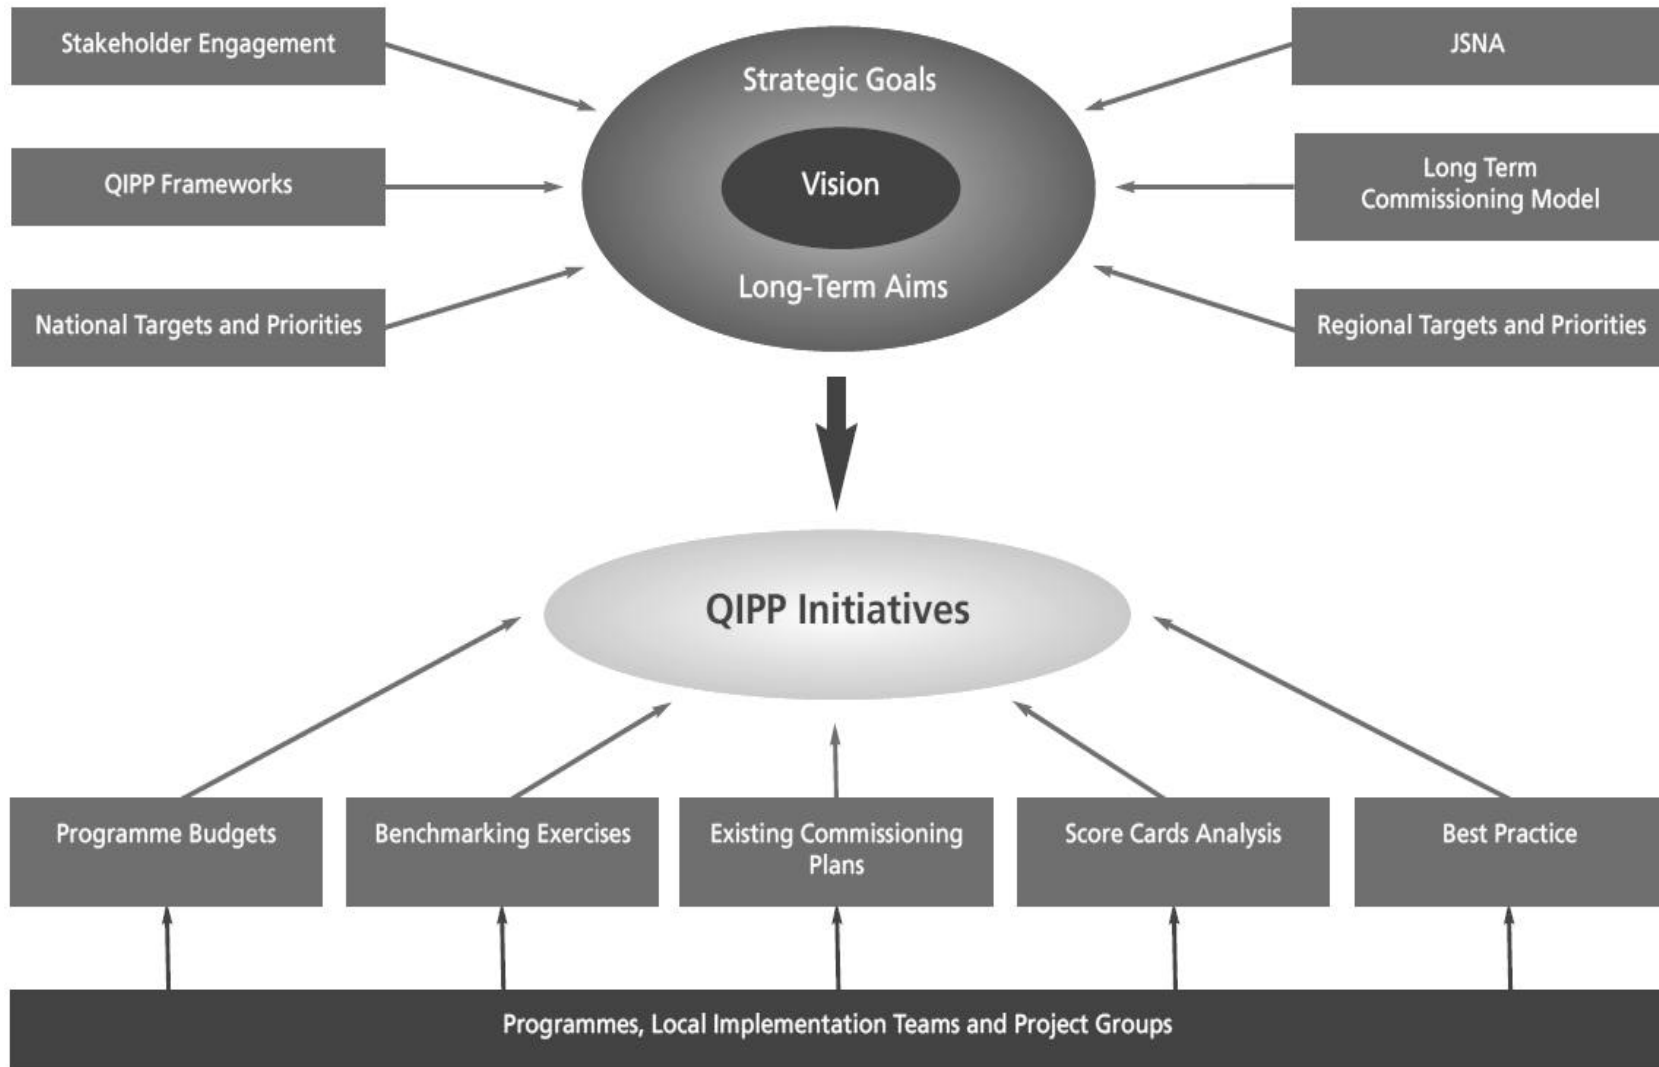 Stakeholder Engagement
Strategic Goals
JSNA
QIPP Frameworks
Vision
Long Term
Commissioning Model
National Targets and Priorities
Long-Term Aims
Regional Targets and Priorities
QIPP Initiatives
Programme Budgets
Benchmarking Exercises
Existing Commissioning
Plans
Score Cards Analysis
Best Practice
Programmes, Local Implementation Teams and Project Groups